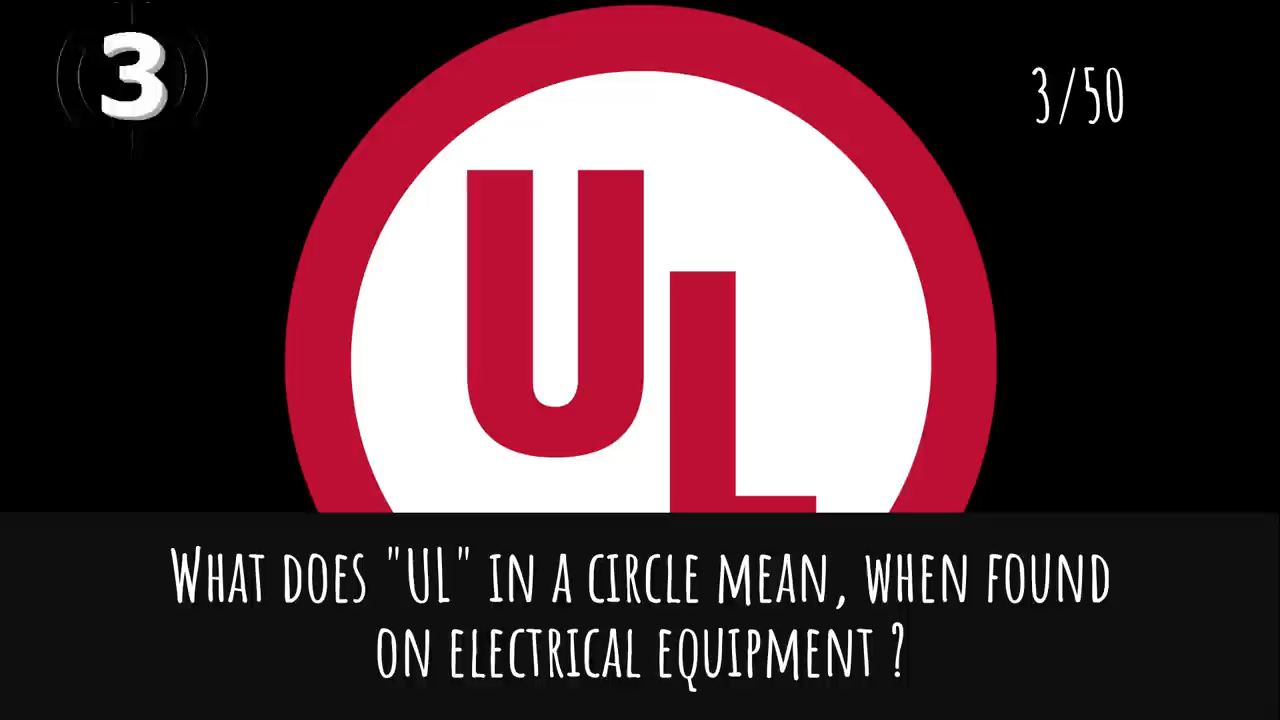 3
3/50
UL
What does "UL" in a circle mean, when found
on electrical equipment ?